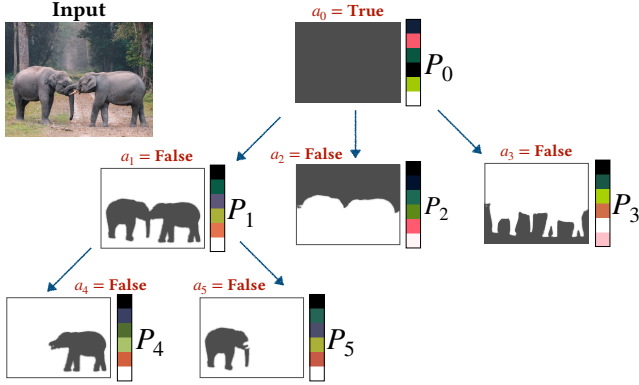 Input
a₀ = True
P₀
a₁ = False
a₂ = False
a₃ = False
P₁
P₂
P₃
a₄ = False
a₅ = False
P₄
P₅